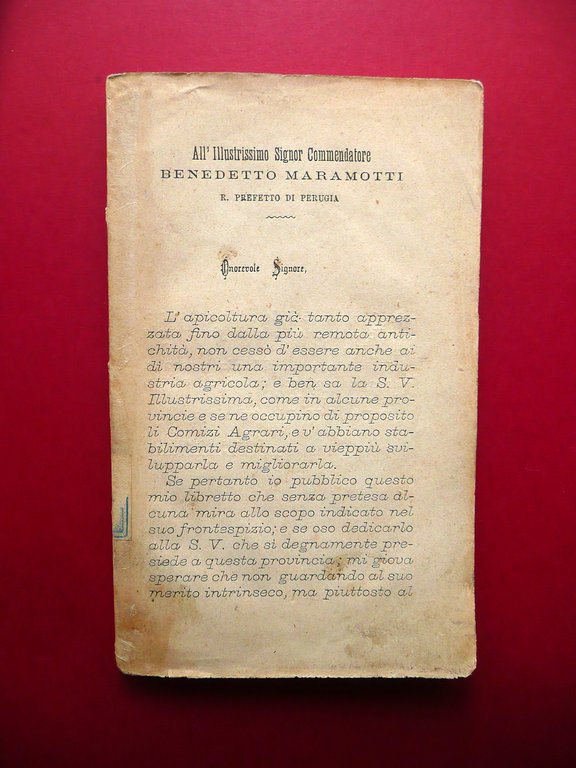 All' Illustrissimo Signor Commendatore
BENEDETTO MARAMOTTI
R. PREFETTO DI PERUGIA
Onorevole Signore,
L'apicoltura già tanto apprez-
zata fino dalla più remota anti-
chità, non cessò d'essere anche ai
dì nostri una importante indu-
stria agricola; e ben sa la S. V.
Illustrissima, come in alcune pro-
vincie e se ne occupino di proposito
li Comizi Agrari, e v'abbiano sta-
bilimenti destinati a vieppiù svi-
lupparla e migliorarla.
Se pertanto io pubblico questo
mio libretto che senza pretesa al-
cuna mira allo scopo indicato nel
suo frontespizio; e se oso dedicarlo
alla S. V. che sì degnamente pre-
siede a questa provincia; mi giova
sperare che non guardando al suo
merito intrinseco, ma piuttosto al